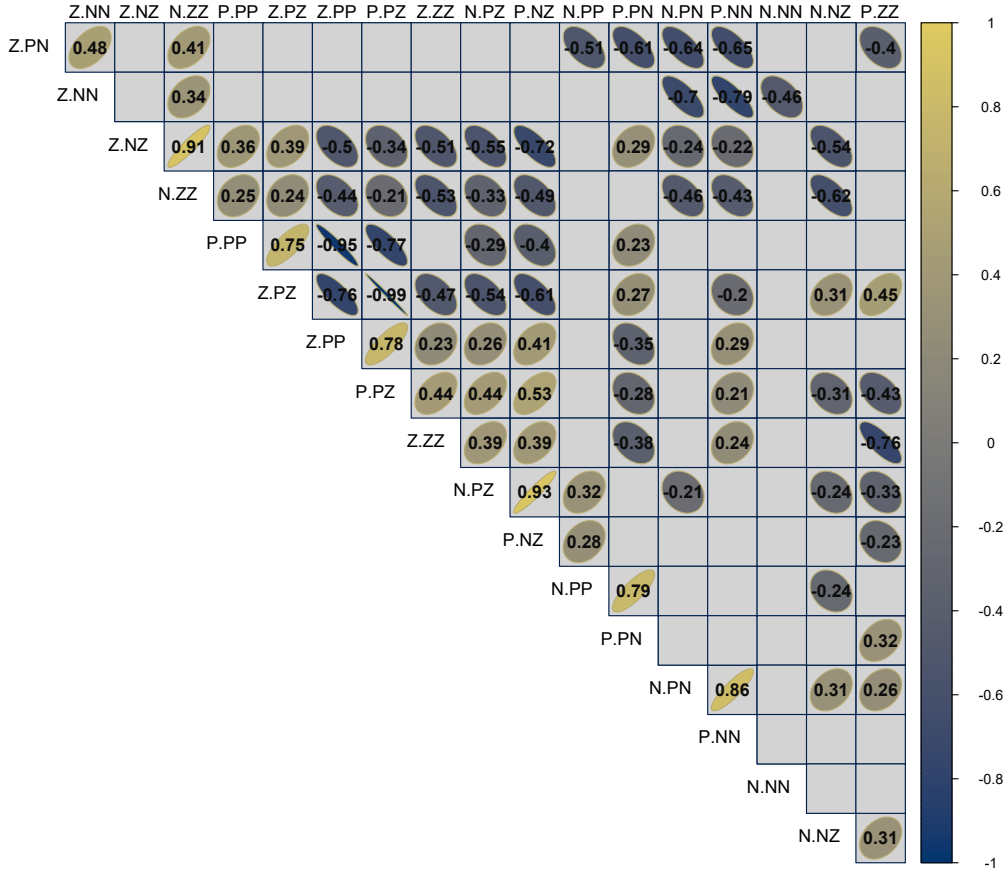 Z.NN Z.NZ N.ZZ P.PP Z.PZ Z.PP P.PZ Z.ZZ N.PZ P.NZ N.PP P.PN N.PN P.NN N.NN N.NZ P.ZZ
Z.PN 0.48 0.41 -0.51 -0.61 -0.64 -0.65 -0.4
Z.NN 0.34 -0.7 -0.79 -0.46
Z.NZ 0.91 0.36 0.39 -0.5 -0.34 -0.51 -0.55 -0.72 0.29 -0.24 -0.22 -0.54
N.ZZ 0.25 0.24 -0.44 -0.21 -0.53 -0.33 -0.49 -0.46 -0.43 -0.62
P.PP 0.75 -0.95 -0.77 -0.29 -0.4 0.23
Z.PZ -0.76 -0.99 -0.47 -0.54 -0.61 0.27 -0.2 0.31 0.45
Z.PP 0.78 0.23 0.26 0.41 -0.35 0.29
P.PZ 0.44 0.44 0.53 -0.28 0.21 -0.31 -0.43
Z.ZZ 0.39 0.39 -0.38 0.24 -0.76
N.PZ 0.93 0.32 -0.21 -0.24 -0.33
P.NZ 0.28 -0.23
N.PP 0.79 -0.24
P.PN 0.32
N.PN 0.86 0.31 0.26
P.NN
N.NN
N.NZ 0.31
1
0.8
0.6
0.4
0.2
0
-0.2
-0.4
-0.6
-0.8
-1